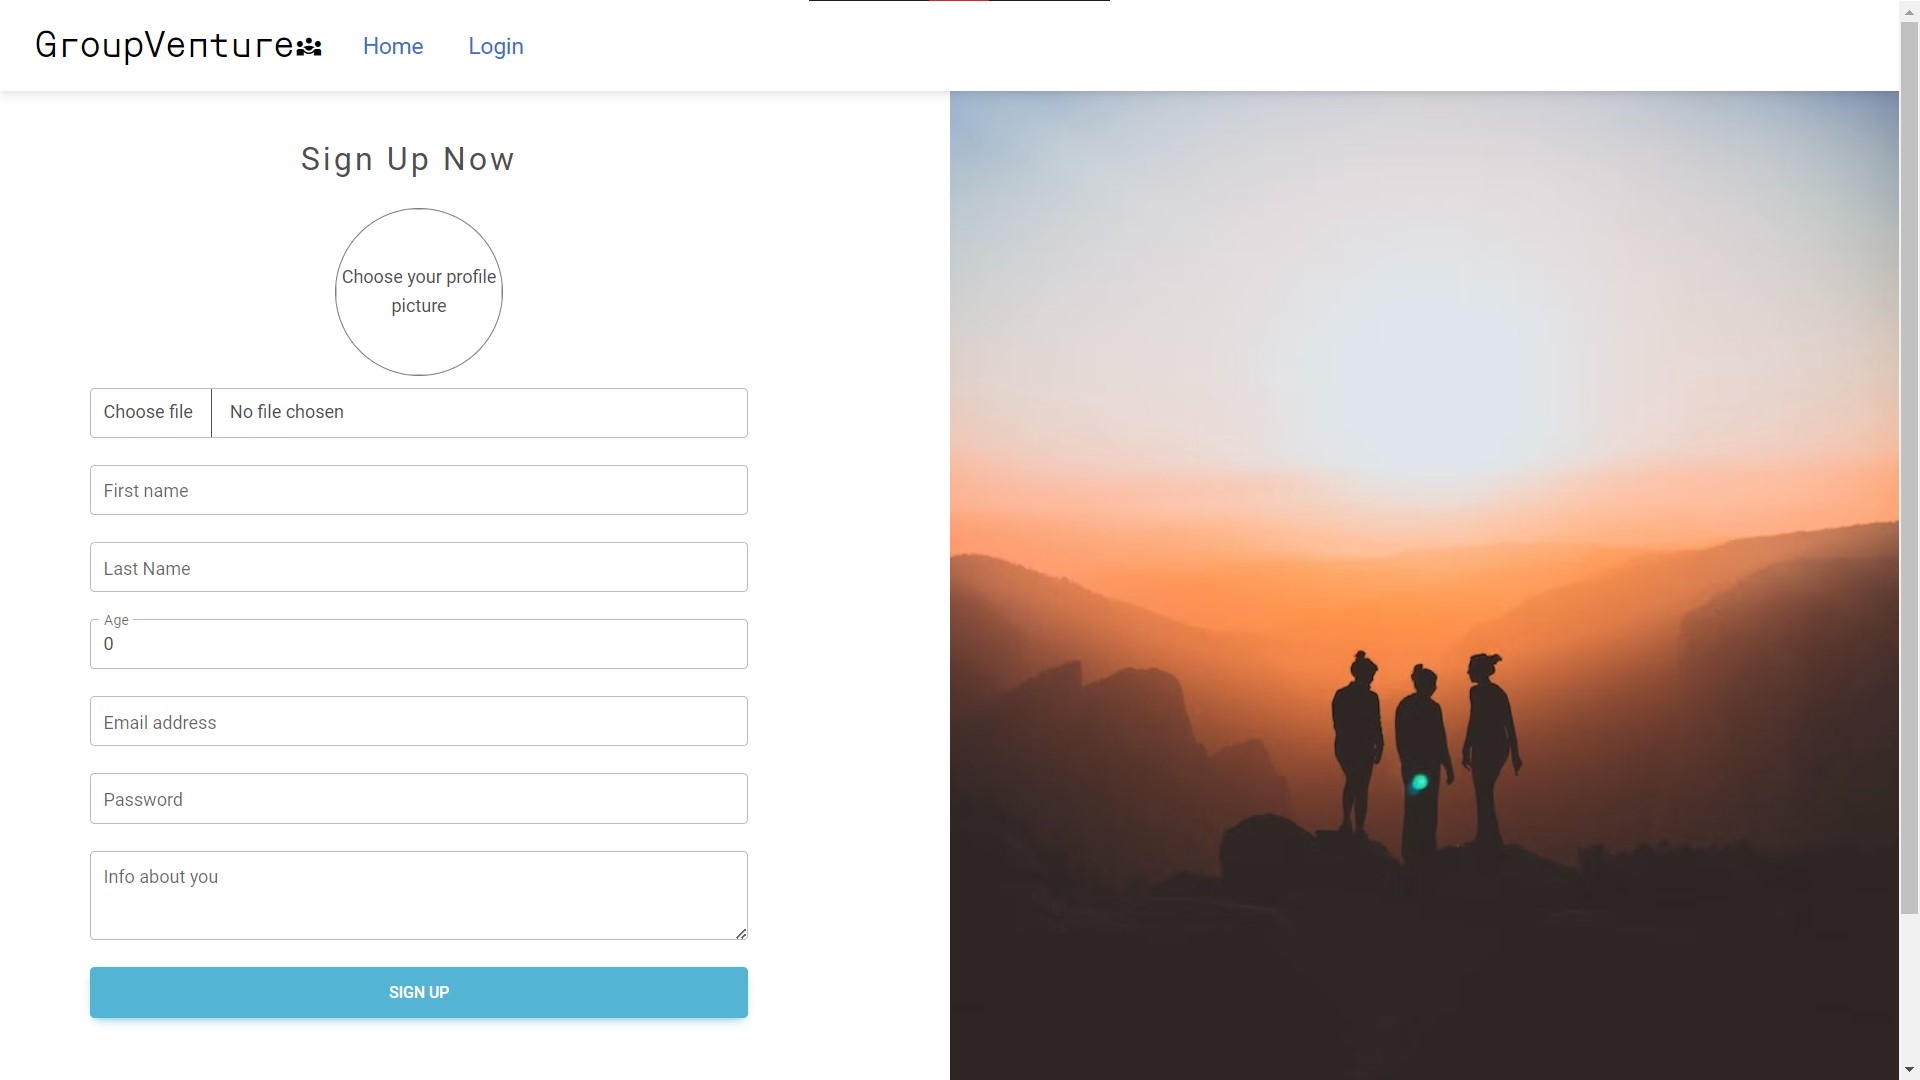 GroupVenture Home Login
Sign Up Now
Choose your profile
picture
Choose file No file chosen
First name
Last Name
Age
0
Email address
Password
Info about you
SIGN UP